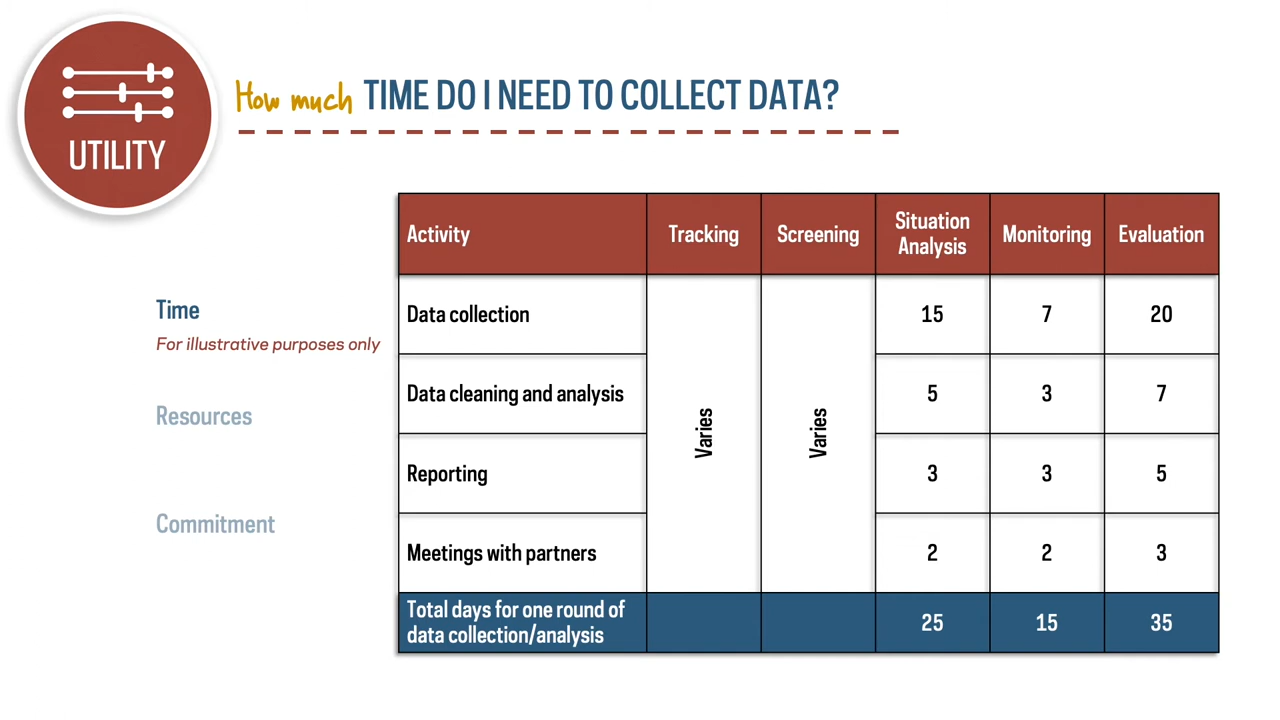 How much TIME DO I NEED TO COLLECT DATA?
UTILITY
Activity Tracking Screening Situation Analysis Monitoring Evaluation
Time
For illustrative purposes only
Resources
Commitment
Data collection 15 7 20
Data cleaning and analysis 5 3 7
Varies Varies
Reporting 3 3 5
Meetings with partners 2 2 3
Total days for one round of
data collection/analysis 25 15 35